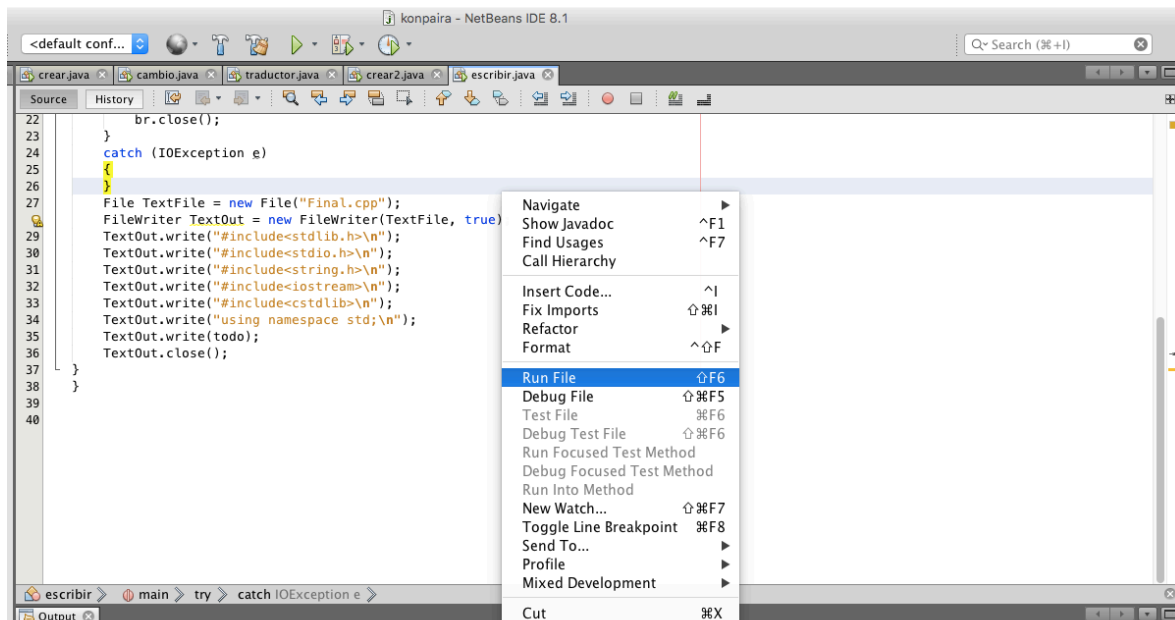 konpaira - NetBeans IDE 8.1
<default conf...
Search (⌘+I)
crear.java
cambio.java
traductor.java
crear2.java
escribir.java
Source
History
22 br.close();
23 }
24 catch (IOException e)
25 {
26 }
27 File TextFile = new File("Final.cpp");
FileWriter TextOut = new FileWriter(TextFile, true)
29 TextOut.write("#include<stdlib.h>\n");
30 TextOut.write("#include<stdio.h>\n");
31 TextOut.write("#include<string.h>\n");
32 TextOut.write("#include<iostream>\n");
33 TextOut.write("#include<cstdlib>\n");
34 TextOut.write("using namespace std;\n");
35 TextOut.write(todo);
36 TextOut.close();
37 }
38 }
39
40
Navigate
Show Javadoc ^F1
Find Usages ^F7
Call Hierarchy
Insert Code... ^I
Fix Imports ⇧⌘I
Refactor
Format ^⇧F
Run File ⇧F6
Debug File ⇧⌘F5
Test File ⌘F6
Debug Test File ⇧⌘F6
Run Focused Test Method
Debug Focused Test Method
Run Into Method
New Watch... ⇧⌘F7
Toggle Line Breakpoint ⌘F8
Send To...
Profile
Mixed Development
Cut ⌘X
escribir
main
try
catch IOException e
Output